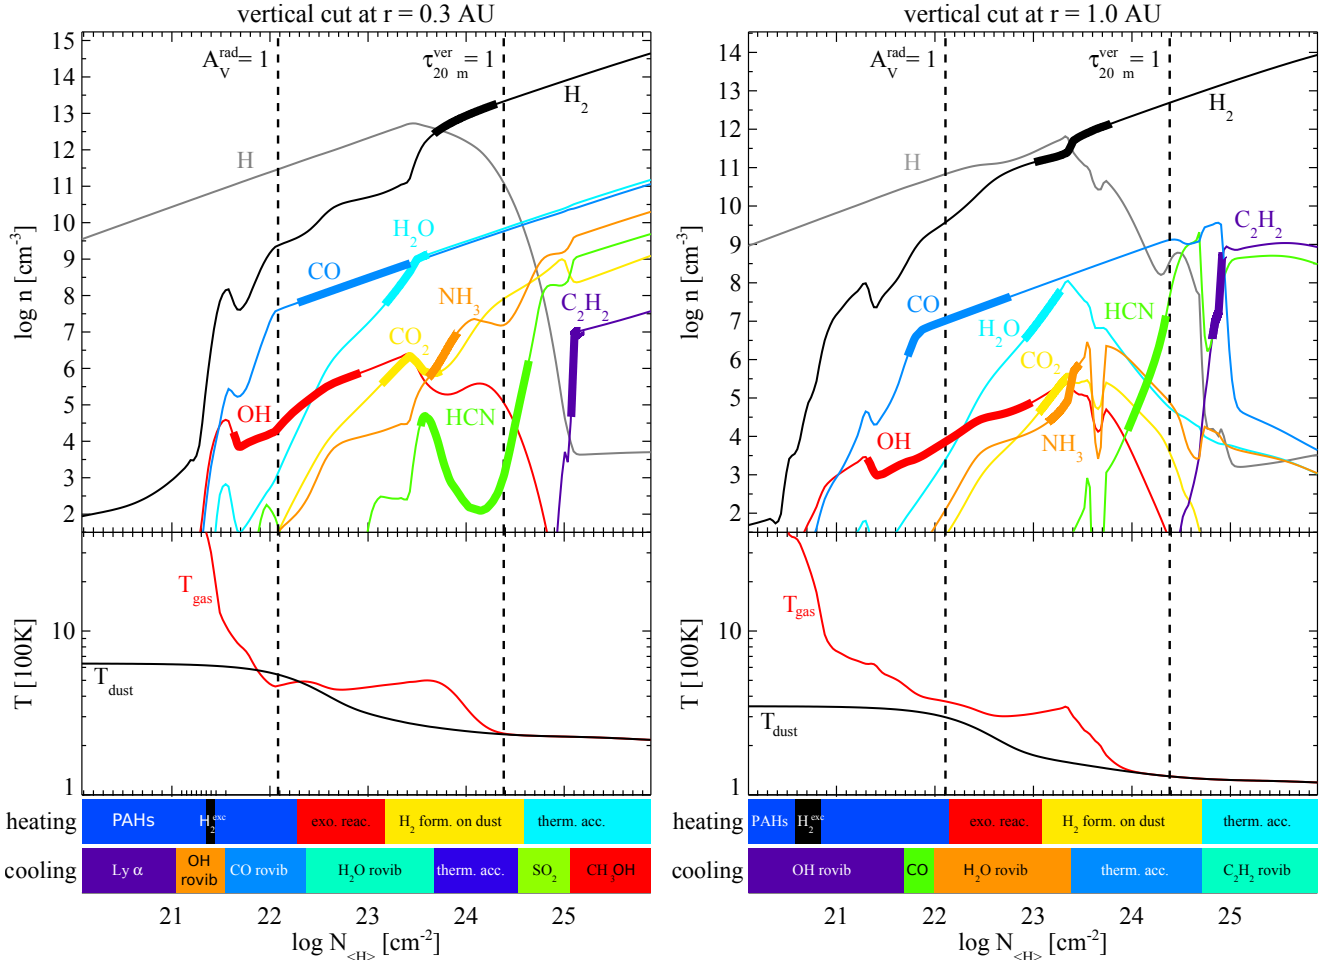 vertical cut at r = 0.3 AU
A_V^rad = 1
τ_20 m^ver = 1
15
14
13
12
11
10
9
8
7
6
5
4
3
2
log n [cm^-3]
H
H_2
H_2O
CO
NH_3
CO_2
C_2H_2
OH
HCN
T_gas
T_dust
10
1
T [100K]
heating
PAHs
H_2^exc
exo. reac.
H_2 form. on dust
therm. acc.
cooling
Ly α
OH rovib
CO rovib
H_2O rovib
therm. acc.
SO_2
CH_3OH
21 22 23 24 25
log N_<H> [cm^-2]
vertical cut at r = 1.0 AU
A_V^rad = 1
τ_20 m^ver = 1
14
13
12
11
10
9
8
7
6
5
4
3
2
log n [cm^-3]
H
H_2
C_2H_2
CO
HCN
H_2O
CO_2
OH
NH_3
T_gas
T_dust
10
1
T [100K]
heating
PAHs
H_2^exc
exo. reac.
H_2 form. on dust
therm. acc.
cooling
OH rovib
CO
H_2O rovib
therm. acc.
C_2H_2 rovib
21 22 23 24 25
log N_<H> [cm^-2]